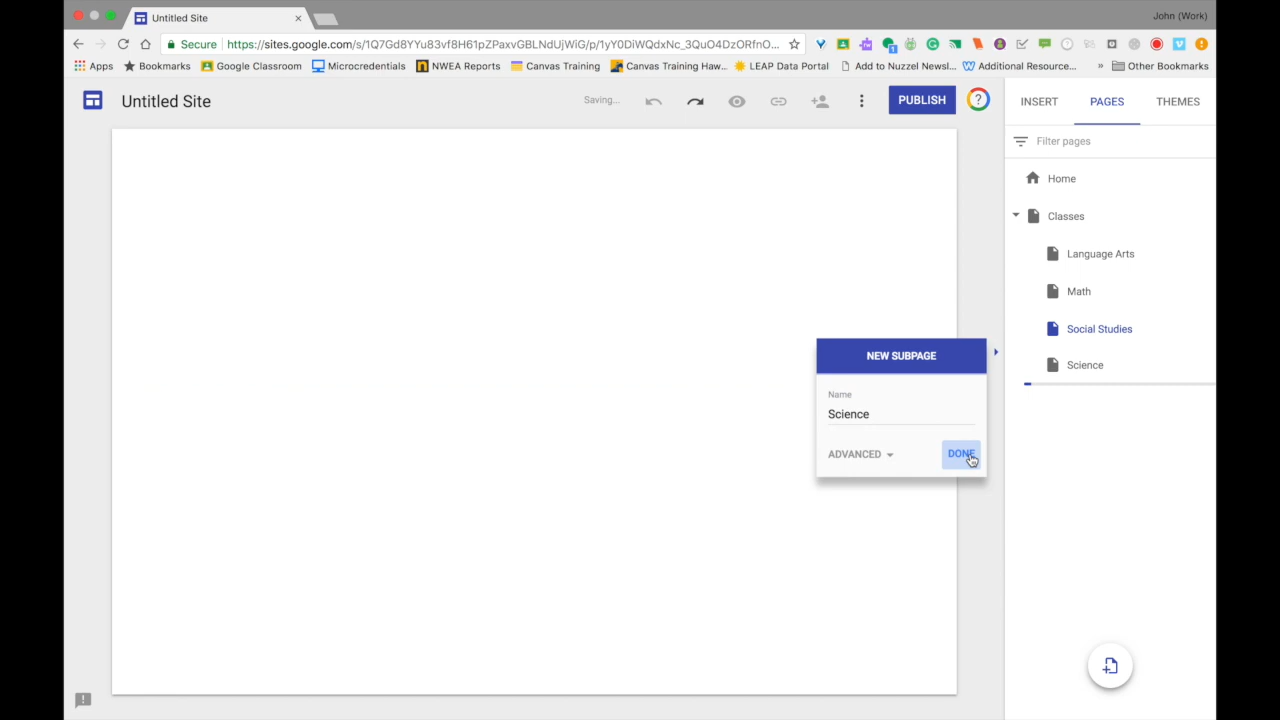 Untitled Site
John (Work)
Secure https://sites.google.com/s/1Q7Gd8YYu83vf8H61pZPaxvGBLNdUjWiG/p/1yY0DiWQdxNc_3QuO4DzORfnO...
Apps Bookmarks Google Classroom Microcredentials NWEA Reports Canvas Training Canvas Training Haw... LEAP Data Portal Add to Nuzzel Newsl... Additional Resource... » Other Bookmarks
Untitled Site
Saving...
PUBLISH
INSERT PAGES THEMES
Filter pages
Home
Classes
Language Arts
Math
Social Studies
Science
NEW SUBPAGE
Name
Science
ADVANCED
DONE